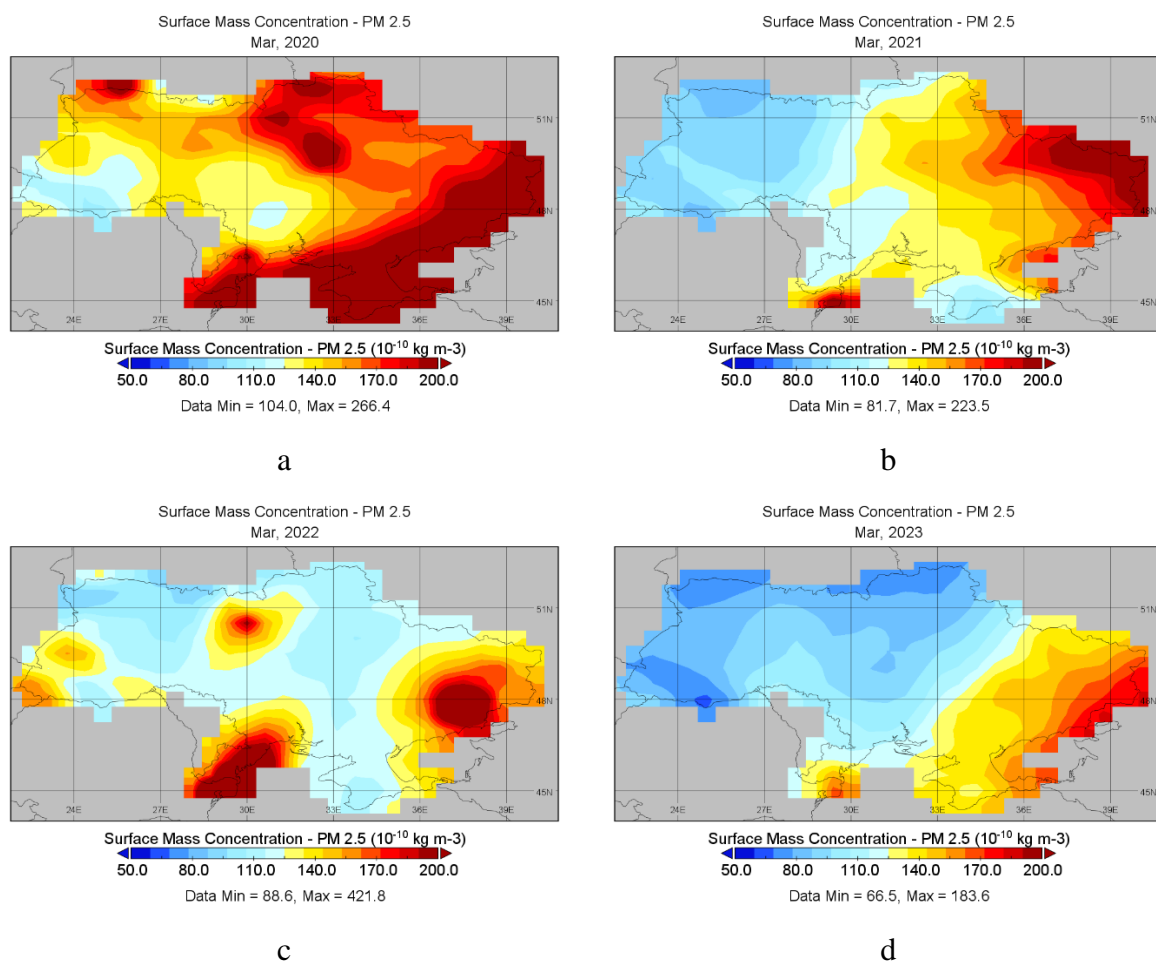 Surface Mass Concentration - PM 2.5
Mar, 2020
51N
48N
45N
24E 27E 30E 33E 36E 39E
Surface Mass Concentration - PM 2.5 (10⁻¹⁰ kg m-3)
50.0 80.0 110.0 140.0 170.0 200.0
Data Min = 104.0, Max = 266.4
a
Surface Mass Concentration - PM 2.5
Mar, 2021
51N
48N
45N
24E 27E 30E 33E 36E 39E
Surface Mass Concentration - PM 2.5 (10⁻¹⁰ kg m-3)
50.0 80.0 110.0 140.0 170.0 200.0
Data Min = 81.7, Max = 223.5
b
Surface Mass Concentration - PM 2.5
Mar, 2022
51N
48N
45N
24E 27E 30E 33E 36E 39E
Surface Mass Concentration - PM 2.5 (10⁻¹⁰ kg m-3)
50.0 80.0 110.0 140.0 170.0 200.0
Data Min = 88.6, Max = 421.8
c
Surface Mass Concentration - PM 2.5
Mar, 2023
51N
48N
45N
24E 27E 30E 33E 36E 39E
Surface Mass Concentration - PM 2.5 (10⁻¹⁰ kg m-3)
50.0 80.0 110.0 140.0 170.0 200.0
Data Min = 66.5, Max = 183.6
d